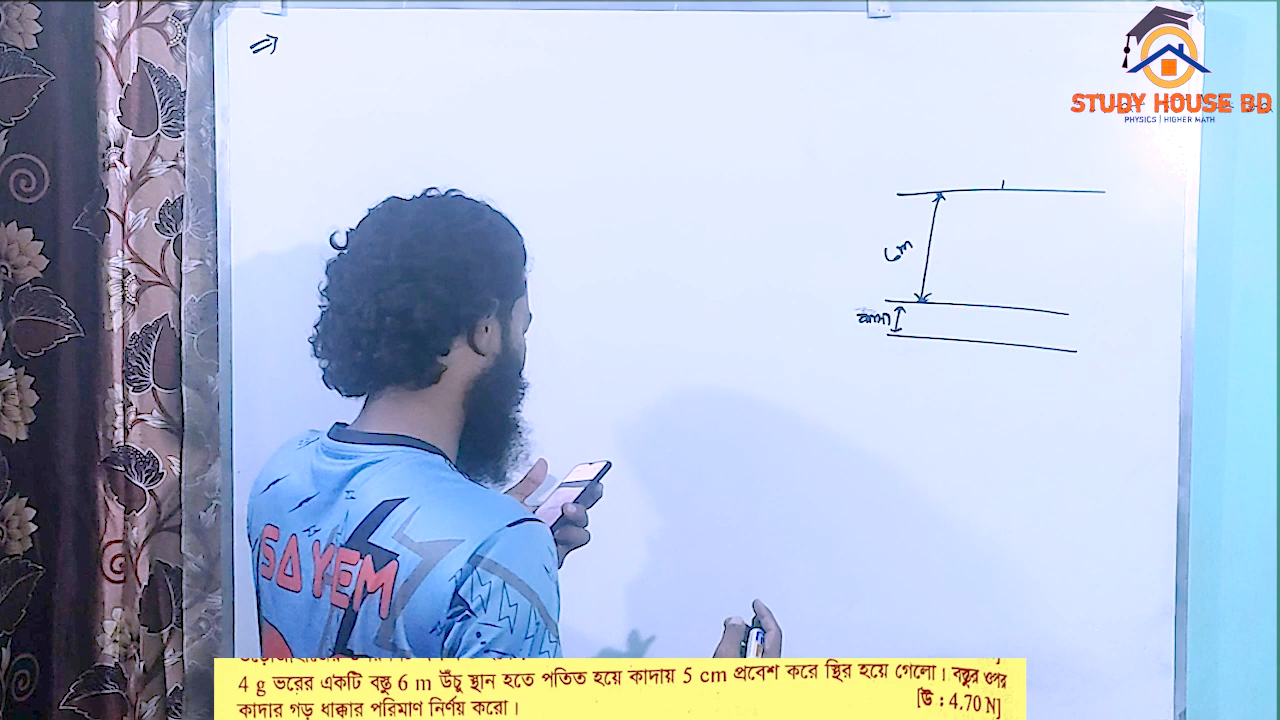 ⇒
STUDY HOUSE BD
PHYSICS | HIGHER MATH
6m
কাদা
SAYEM
4 g ভরের একটি বস্তু 6 m উঁচু স্থান হতে পতিত হয়ে কাদায় 5 cm প্রবেশ করে স্থির হয়ে গেলো। বস্তুর ওপর
কাদার গড় ধাক্কার পরিমাণ নির্ণয় করো।
[উ : 4.70 N]